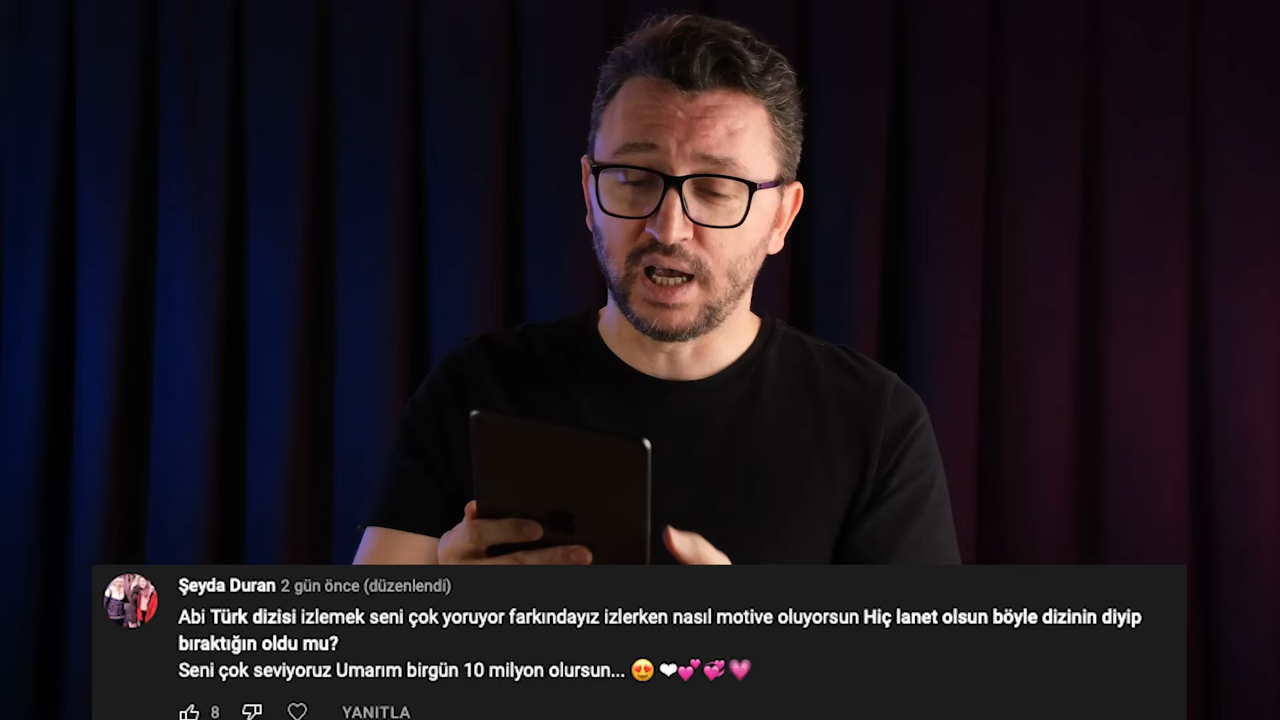 Şeyda Duran 2 gün önce (düzenlendi)
Abi Türk dizisi izlemek seni çok yoruyor farkındayız izlerken nasıl motive oluyorsun Hiç lanet olsun böyle dizinin diyip
bıraktığın oldu mu?
Seni çok seviyoruz Umarım birgün 10 milyon olursun... 😍 ❤💕💞💗
8 YANITLA